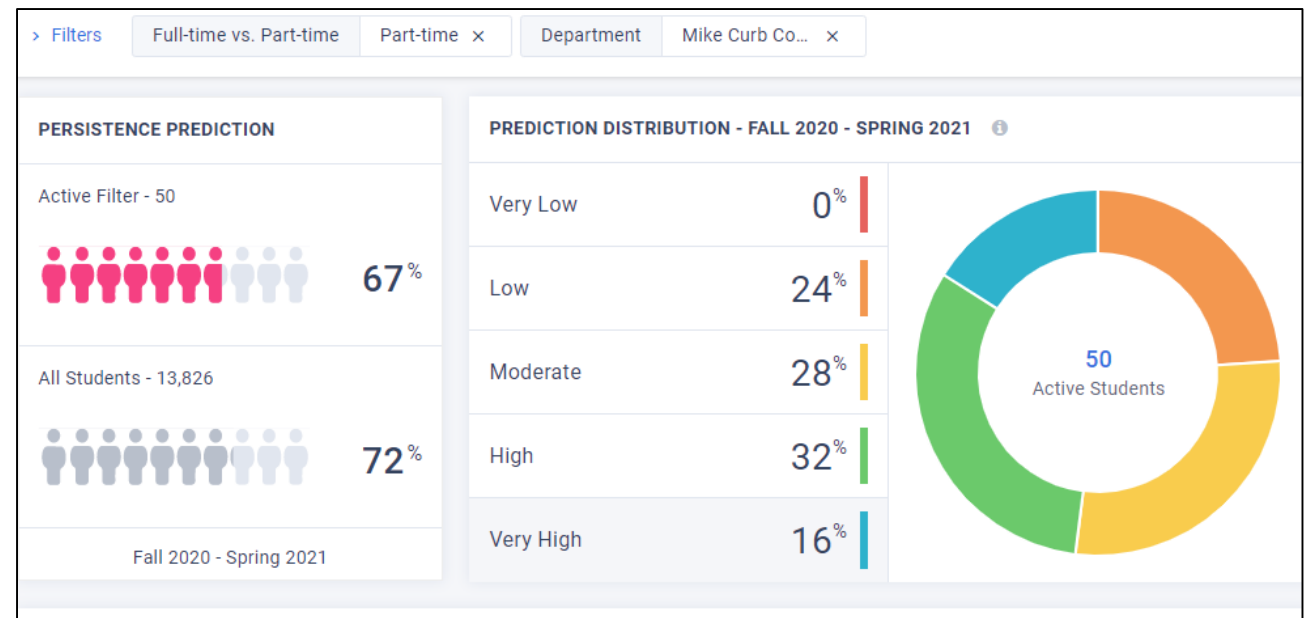 › Filters Full-time vs. Part-time Part-time × Department Mike Curb Co... ×
PERSISTENCE PREDICTION
Active Filter - 50
67%
All Students - 13,826
72%
Fall 2020 - Spring 2021
PREDICTION DISTRIBUTION - FALL 2020 - SPRING 2021
Very Low 0%
Low 24%
Moderate 28%
High 32%
Very High 16%
50
Active Students